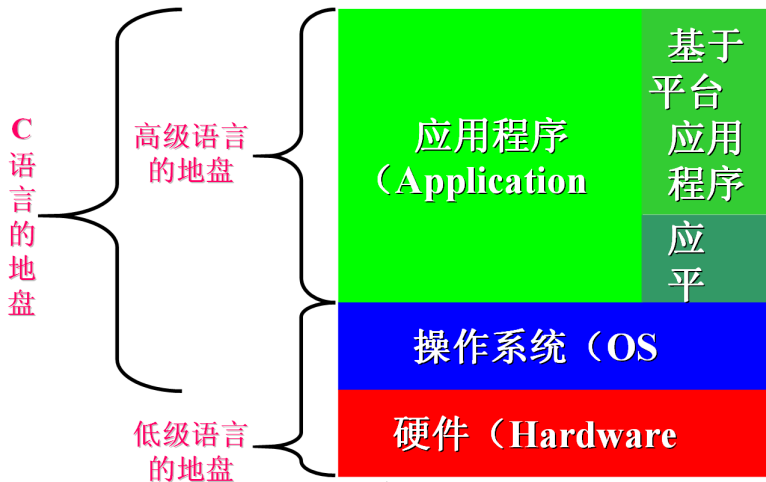 C
语
言
的
地
盘
高级语言
的地盘
低级语言
的地盘
应用程序
（Application
基于
平台
应用
程序
应
平
操作系统（OS
硬件（Hardware